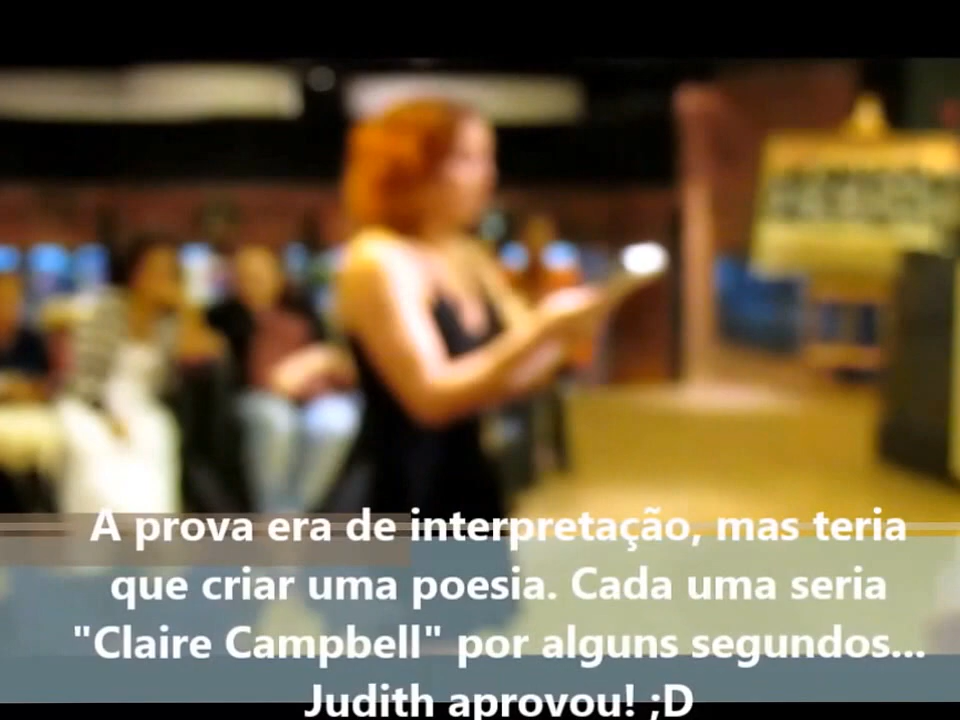 A prova era de interpretação, mas teria
que criar uma poesia. Cada uma seria
"Claire Campbell" por alguns segundos...
Judith aprovou! ;D